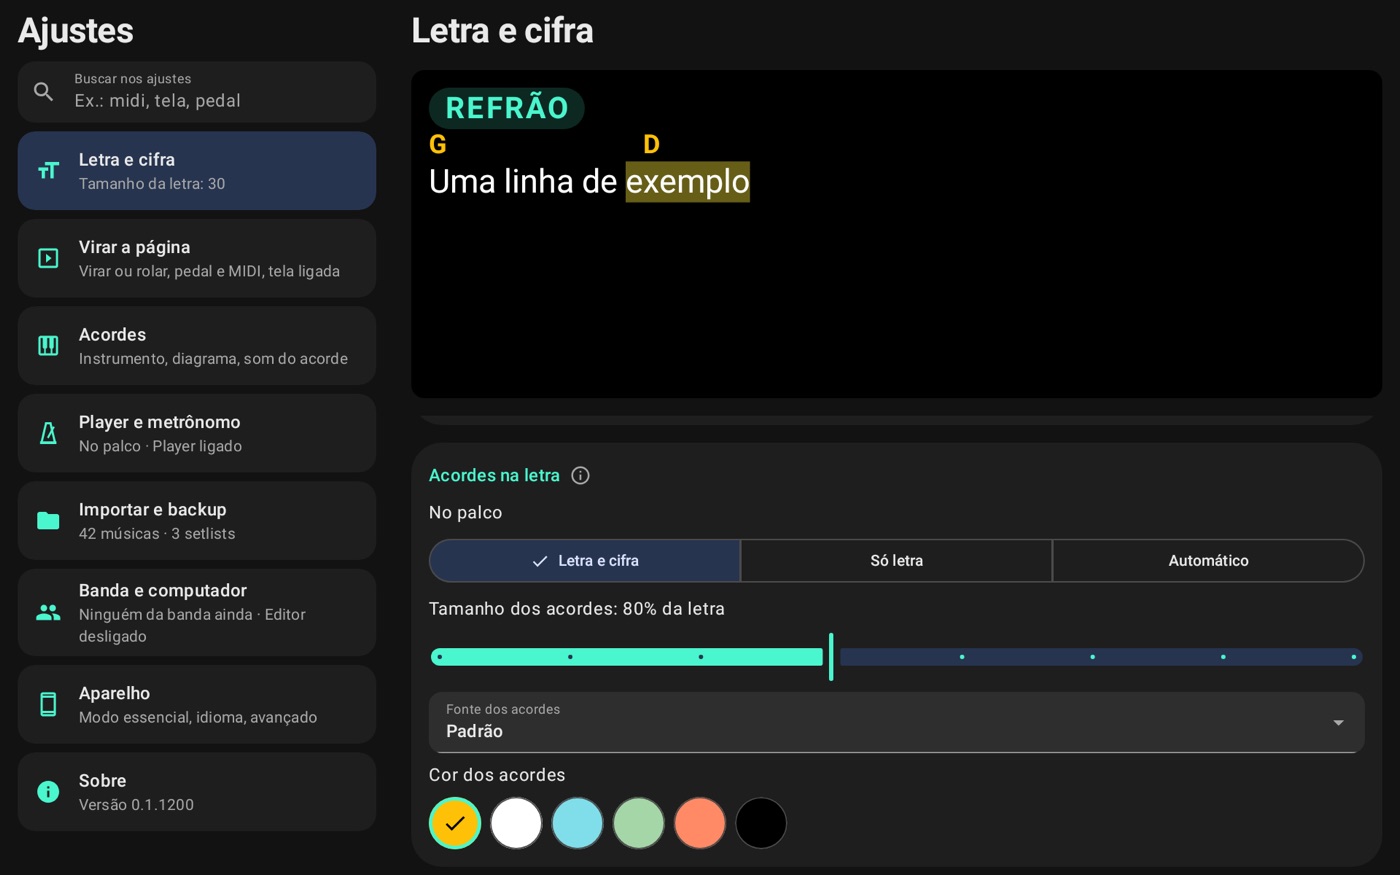 Ajustes
Buscar nos ajustes
Ex.: midi, tela, pedal
Letra e cifra
Tamanho da letra: 30
Virar a página
Virar ou rolar, pedal e MIDI, tela ligada
Acordes
Instrumento, diagrama, som do acorde
Player e metrônomo
No palco · Player ligado
Importar e backup
42 músicas · 3 setlists
Banda e computador
Ninguém da banda ainda · Editor
desligado
Aparelho
Modo essencial, idioma, avançado
Sobre
Versão 0.1.1200
Letra e cifra
REFRÃO
G D
Uma linha de exemplo
Acordes na letra
No palco
Letra e cifra Só letra Automático
Tamanho dos acordes: 80% da letra
Fonte dos acordes
Padrão
Cor dos acordes